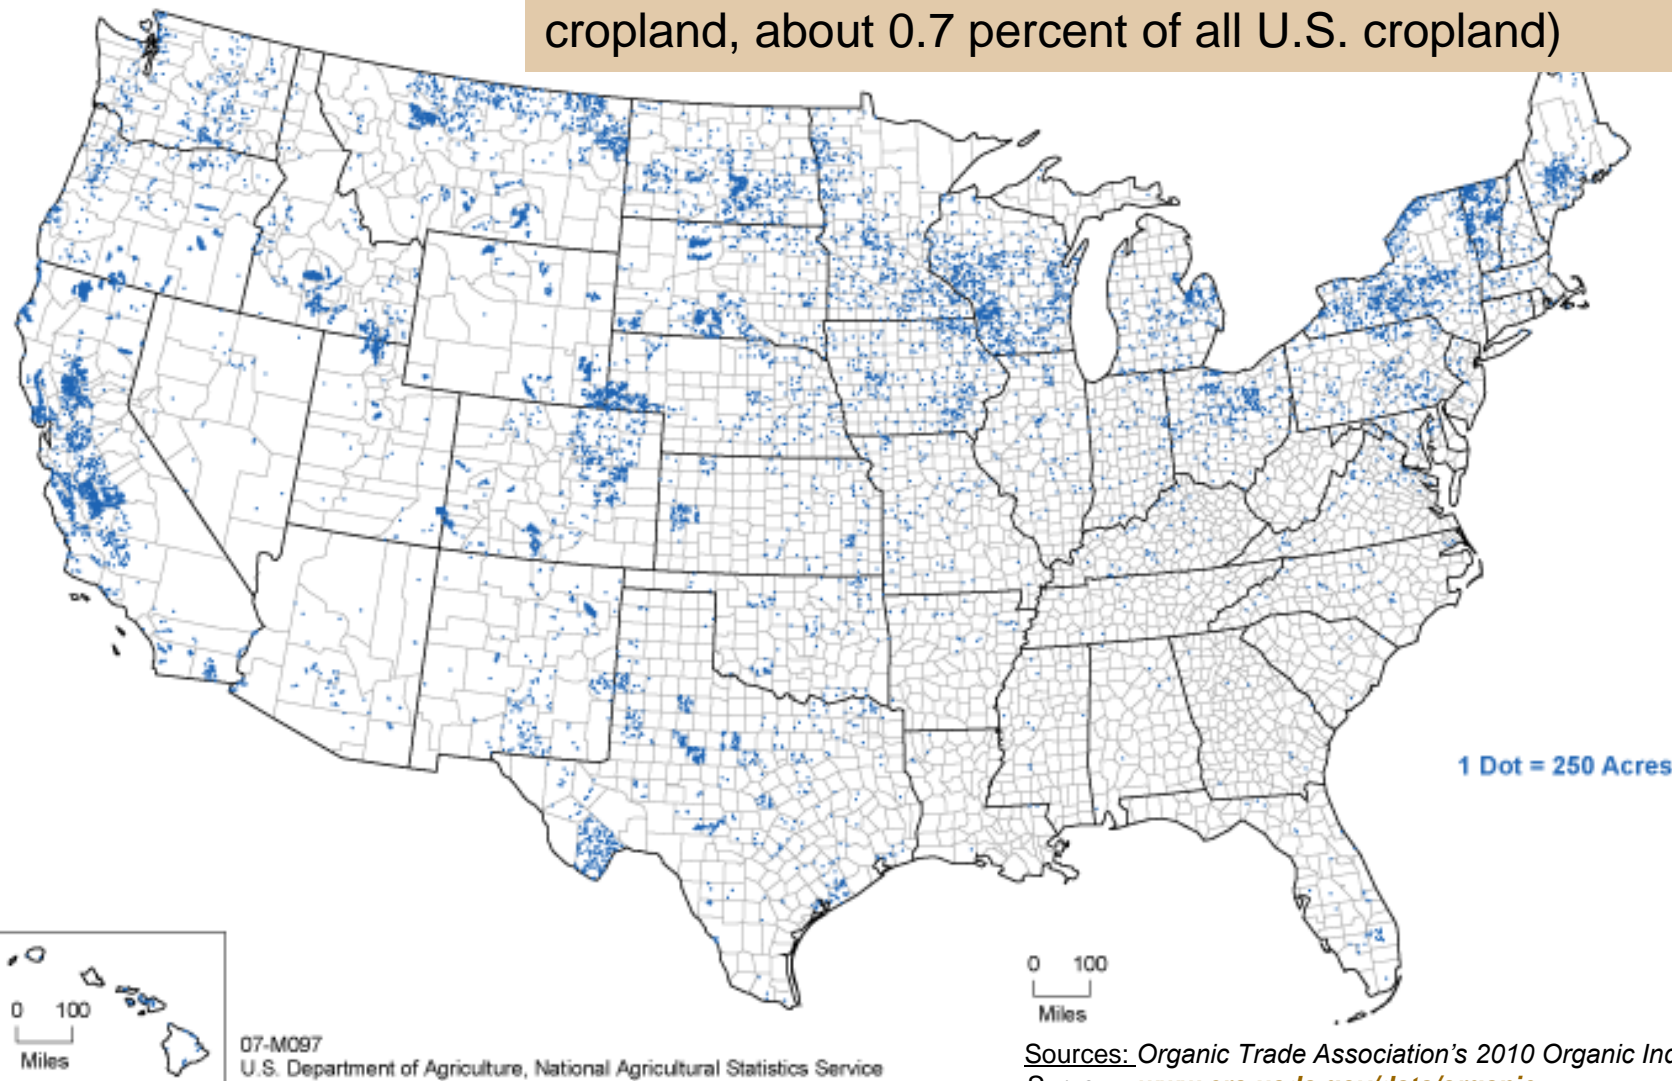 cropland, about 0.7 percent of all U.S. cropland)
1 Dot = 250 Acres
0 100
Miles
0 100
Miles
07-M097
U.S. Department of Agriculture, National Agricultural Statistics Service
Sources: Organic Trade Association's 2010 Organic